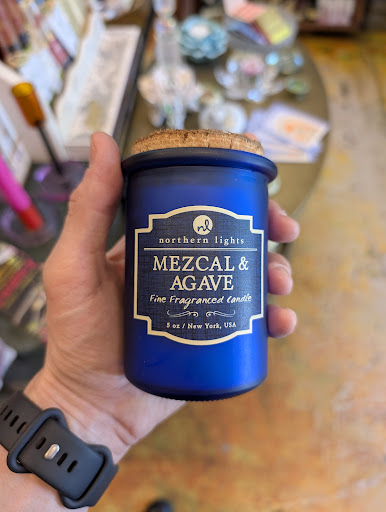 nl
northern lights
MEZCAL &
AGAVE
Fine Fragranced Candle
5 oz / New York, USA